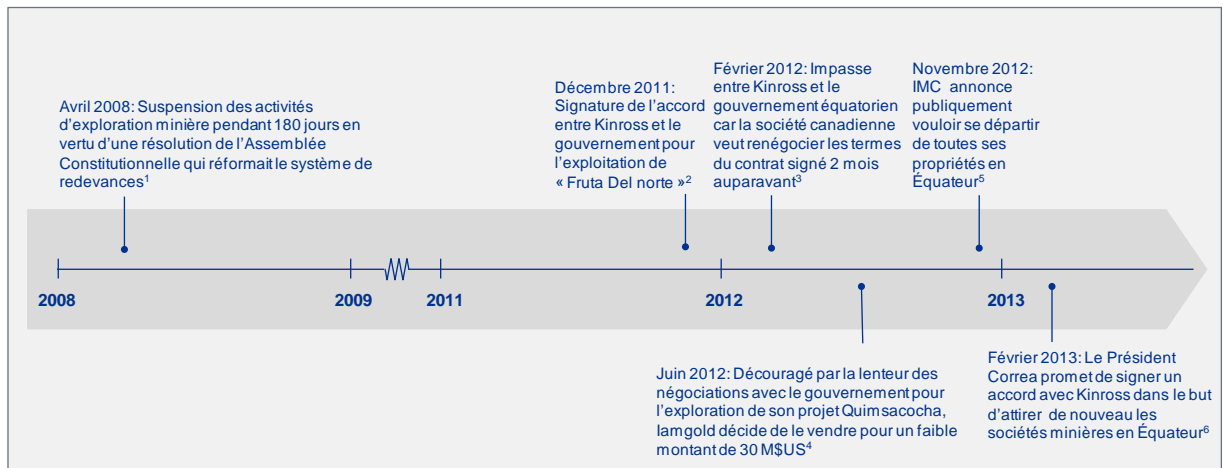 Avril 2008: Suspension des activités
d'exploration minière pendant 180 jours en
vertu d'une résolution de l'Assemblée
Constitutionnelle qui réformait le système de
redevances¹
Décembre 2011:
Signature de l'accord
entre Kinross et le
gouvernement pour
l'exploitation de
« Fruta Del norte »²
Février 2012: Impasse
entre Kinross et le
gouvernement équatorien
car la société canadienne
veut renégocier les termes
du contrat signé 2 mois
auparavant³
Novembre 2012:
IMC annonce
publiquement
vouloir se départir
de toutes ses
propriétés en
Équateur⁵
2008
2009
2011
2012
2013
Juin 2012: Découragé par la lenteur des
négociations avec le gouvernement pour
l'exploration de son projet Quimsacocha,
Iamgold décide de le vendre pour un faible
montant de 30 M$US⁴
Février 2013: Le Président
Correa promet de signer un
accord avec Kinross dans le but
d'attirer de nouveau les
sociétés minières en Équateur⁶